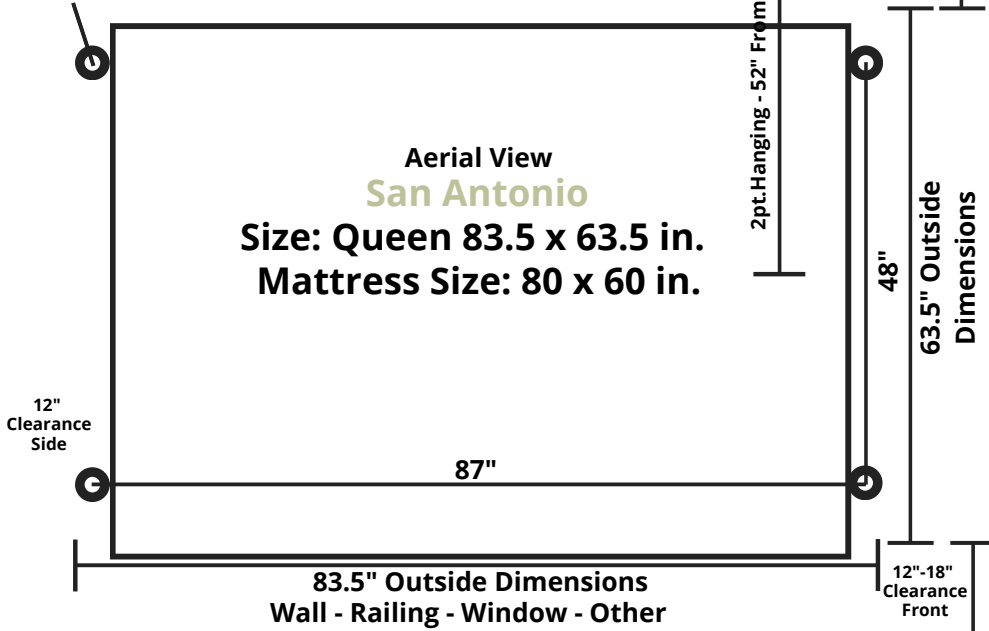 2pt.Hanging - 52" From
Aerial View
San Antonio
Size: Queen 83.5 x 63.5 in.
Mattress Size: 80 x 60 in.
48"
63.5" Outside
Dimensions
12"
Clearance
Side
87"
83.5" Outside Dimensions
Wall - Railing - Window - Other
12"-18"
Clearance
Front